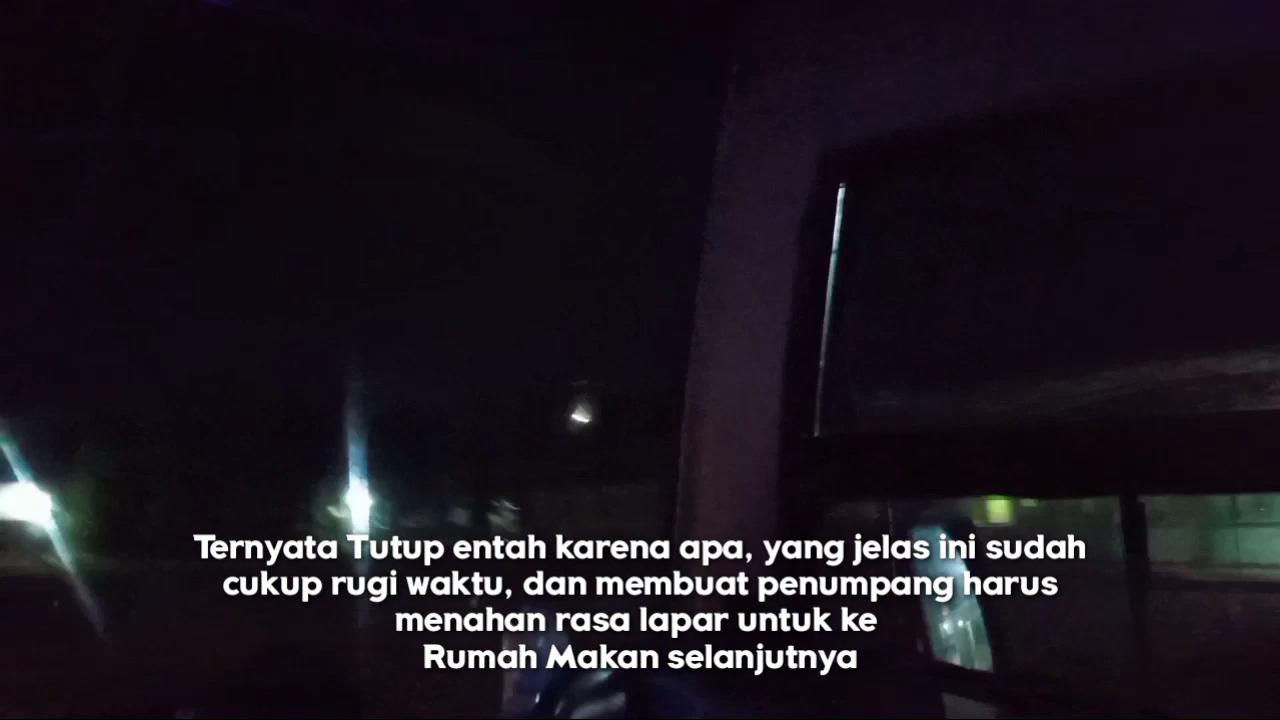 Ternyata Tutup entah karena apa, yang jelas ini sudah
cukup rugi waktu, dan membuat penumpang harus
menahan rasa lapar untuk ke
Rumah Makan selanjutnya